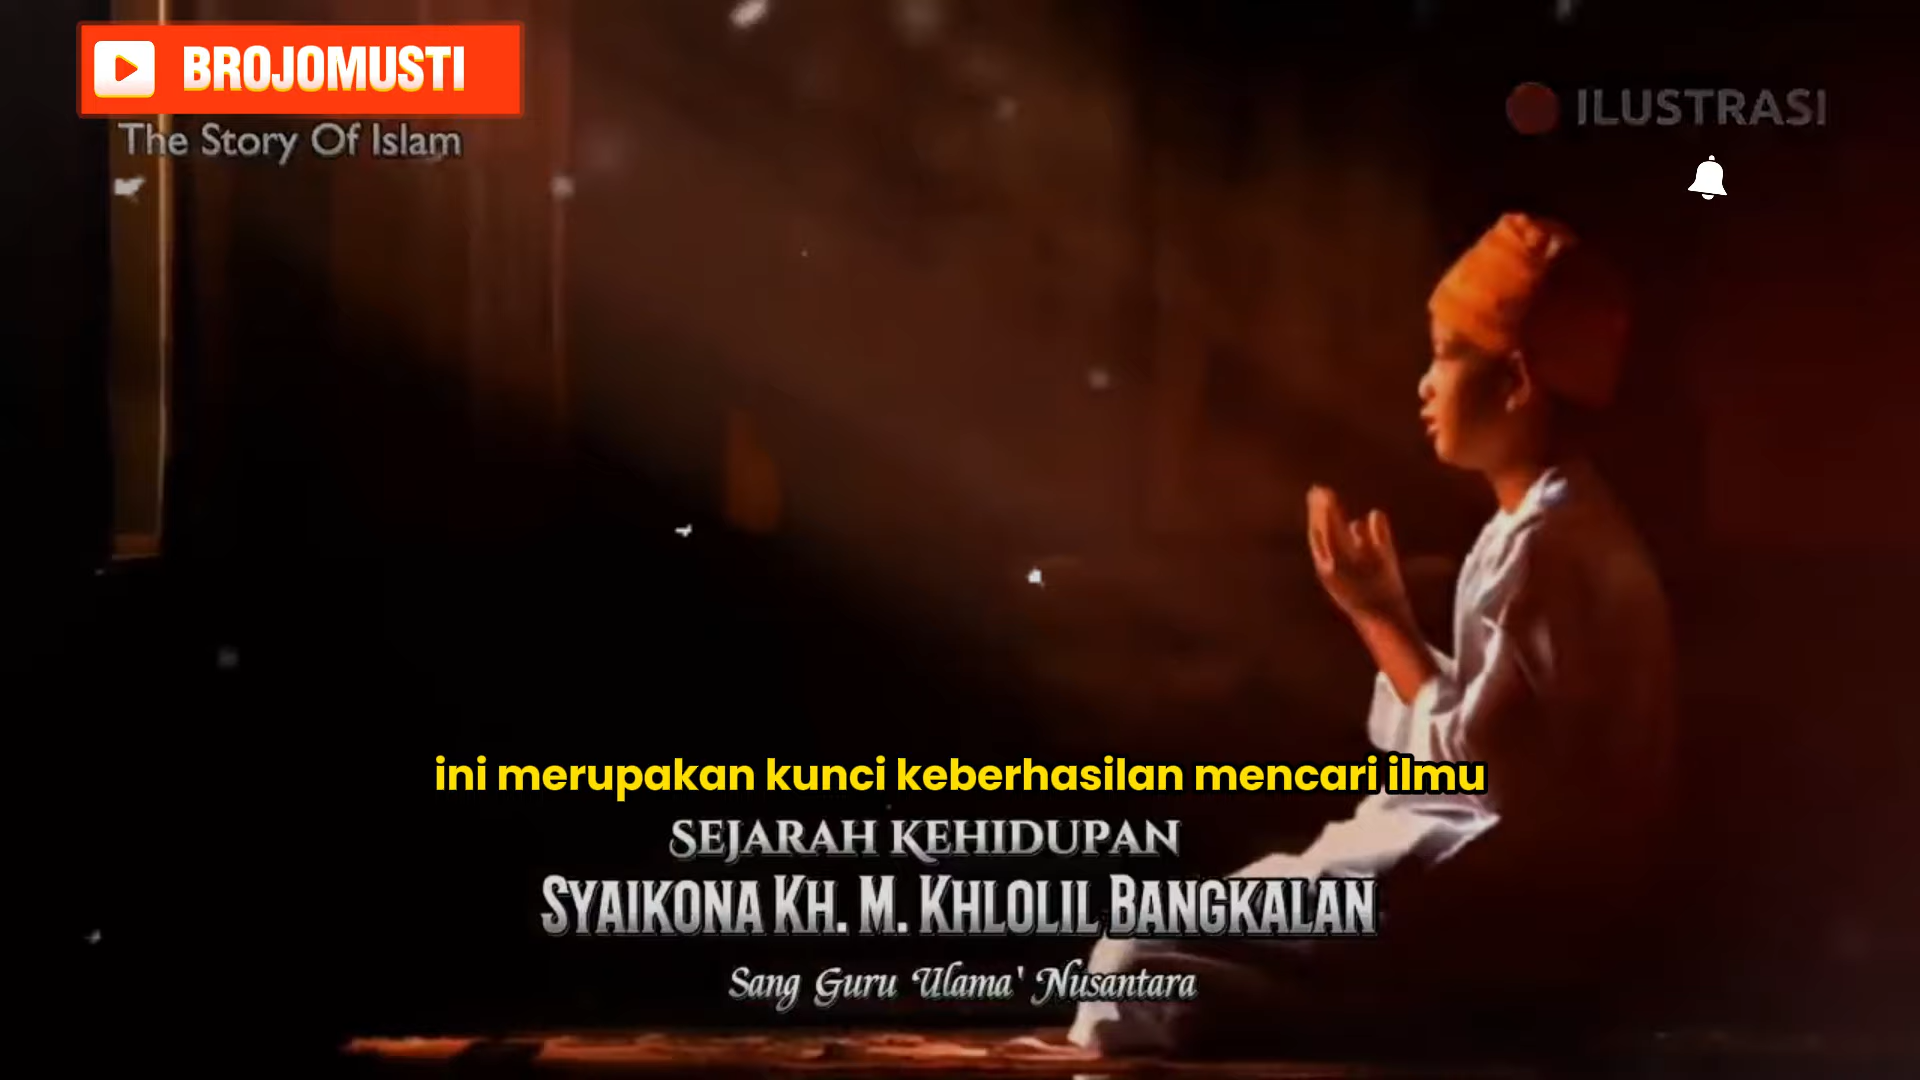 BROJOMUSTI
The Story Of Islam
ILUSTRASI
ini merupakan kunci keberhasilan mencari ilmu
SEJARAH KEHIDUPAN
SYAIKONA KH. M. KHLOLIL BANGKALAN
Sang Guru Ulama' Nusantara